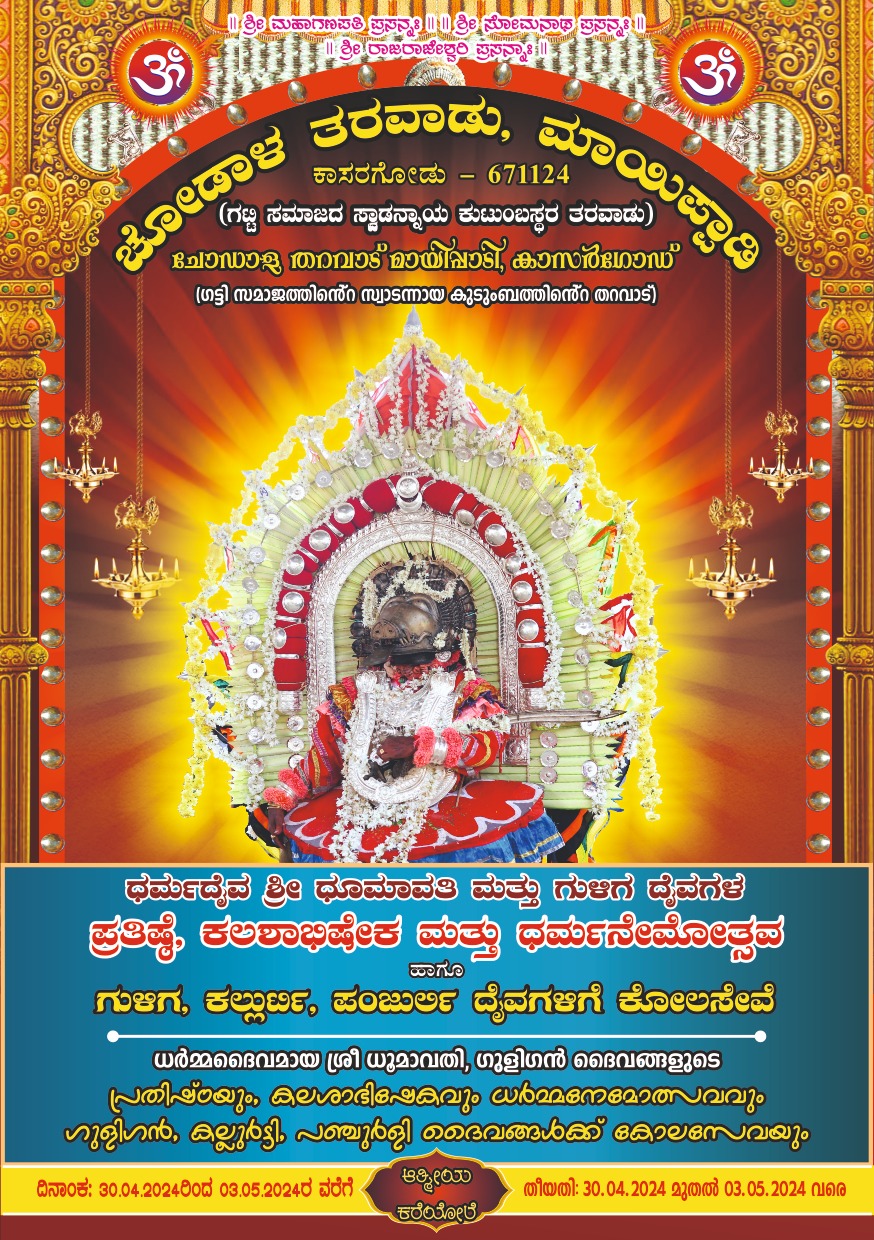 || ಶ್ರೀ ಮಹಾಗಣಪತಿ ಪ್ರಸನ್ನಃ || || ಶ್ರೀ ಸೋಮನಾಥ ಪ್ರಸನ್ನಃ ||
|| ಶ್ರೀ ರಾಜರಾಜೇಶ್ವರಿ ಪ್ರಸನ್ನಾಃ ||
ಚೋಡಾಳ ತರವಾಡು, ಮಾಯಿಪ್ಪಾಡಿ
ಕಾಸರಗೋಡು – 671124
(ಗಟ್ಟಿ ಸಮಾಜದ ಸ್ವಾಡನ್ನಾಯ ಕುಟುಂಬಸ್ಥರ ತರವಾಡು)
ചോഡാള തറവാട് മായിപ്പാടി, കാസർഗോഡ്
(ഗട്ടി സമാജത്തിൻെറ സ്വാടന്നായ കുടുംബത്തിൻെറ തറവാട്)
ಧರ್ಮದೈವ ಶ್ರೀ ಧೂಮಾವತಿ ಮತ್ತು ಗುಳಿಗ ದೈವಗಳ
ಪ್ರತಿಷ್ಠೆ, ಕಲಶಾಭಿಷೇಕ ಮತ್ತು ಧರ್ಮನೇಮೋತ್ಸವ
ಹಾಗೂ
ಗುಳಿಗ, ಕಲ್ಲುರ್ಟಿ, ಪಂಜುರ್ಲಿ ದೈವಗಳಿಗೆ ಕೋಲಸೇವೆ
ധർമ്മദൈവമായ ശ്രീ ധൂമാവതി, ഗുളിഗൻ ദൈവങ്ങളുടെ
പ്രതിഷ്ഠയും, കലശാഭിഷേകവും ധർമ്മനേമോത്സവവും
ഗുളിഗൻ, കല്ലുർട്ടി, പഞ്ചുർളി ദൈവങ്ങൾക്ക് കോലസേവയും
ದಿನಾಂಕ: 30.04.2024ರಿಂದ 03.05.2024ರ ವರೆಗೆ
ಆತ್ಮೀಯ
ಕರೆಯೋಲೆ
തീയതി: 30.04.2024 മുതൽ 03.05.2024 വരെ